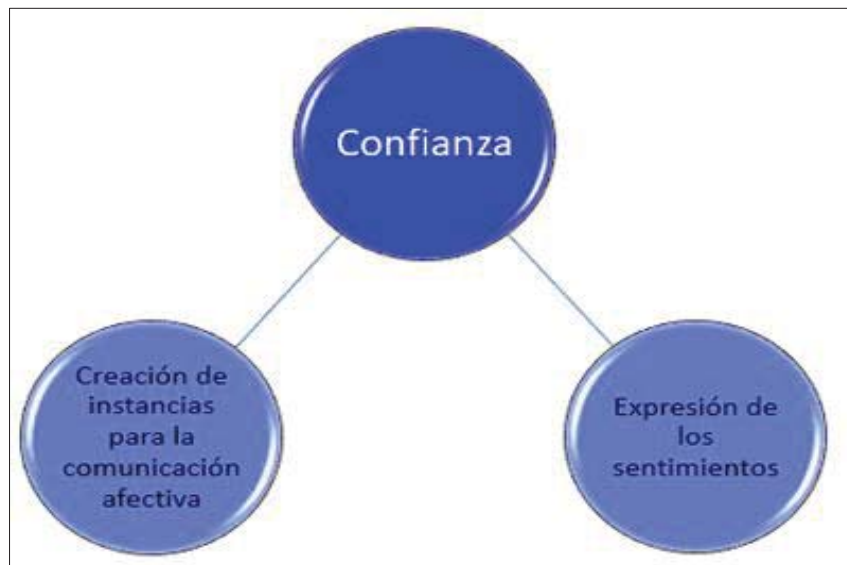 Confianza
Creación de
instancias
para la
comunicación
afectiva
Expresión de
los
sentimientos